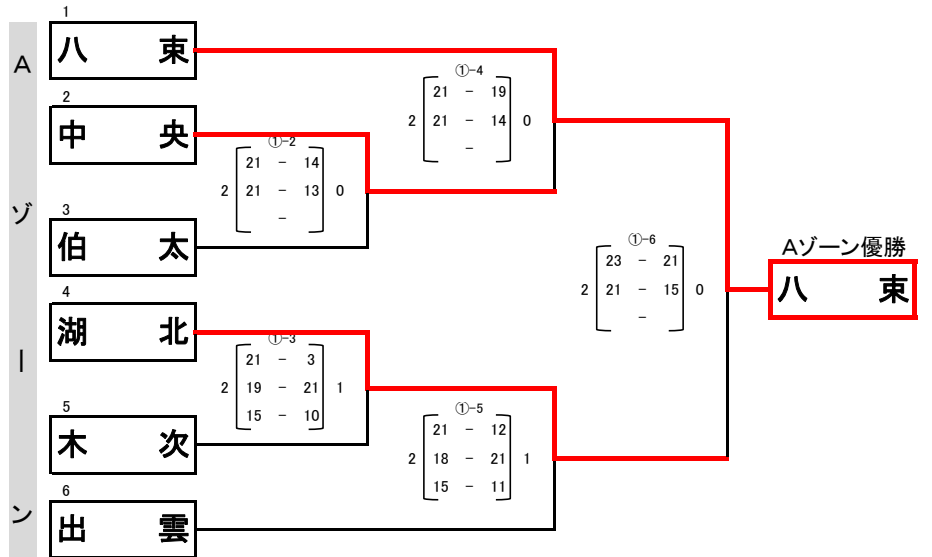 Aゾーン
1
八束
2
中央
3
伯太
4
湖北
5
木次
6
出雲
①-2
21 - 14
2 21 - 13 0
-
①-3
21 - 3
2 19 - 21 1
15 - 10
①-4
21 - 19
2 21 - 14 0
-
①-5
21 - 12
2 18 - 21 1
15 - 11
①-6
23 - 21
2 21 - 15 0
-
Aゾーン優勝
八束